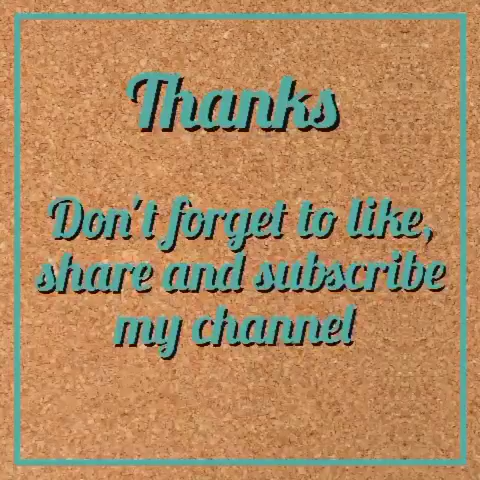 Thanks
Don't forget to like,
share and subscribe
my channel